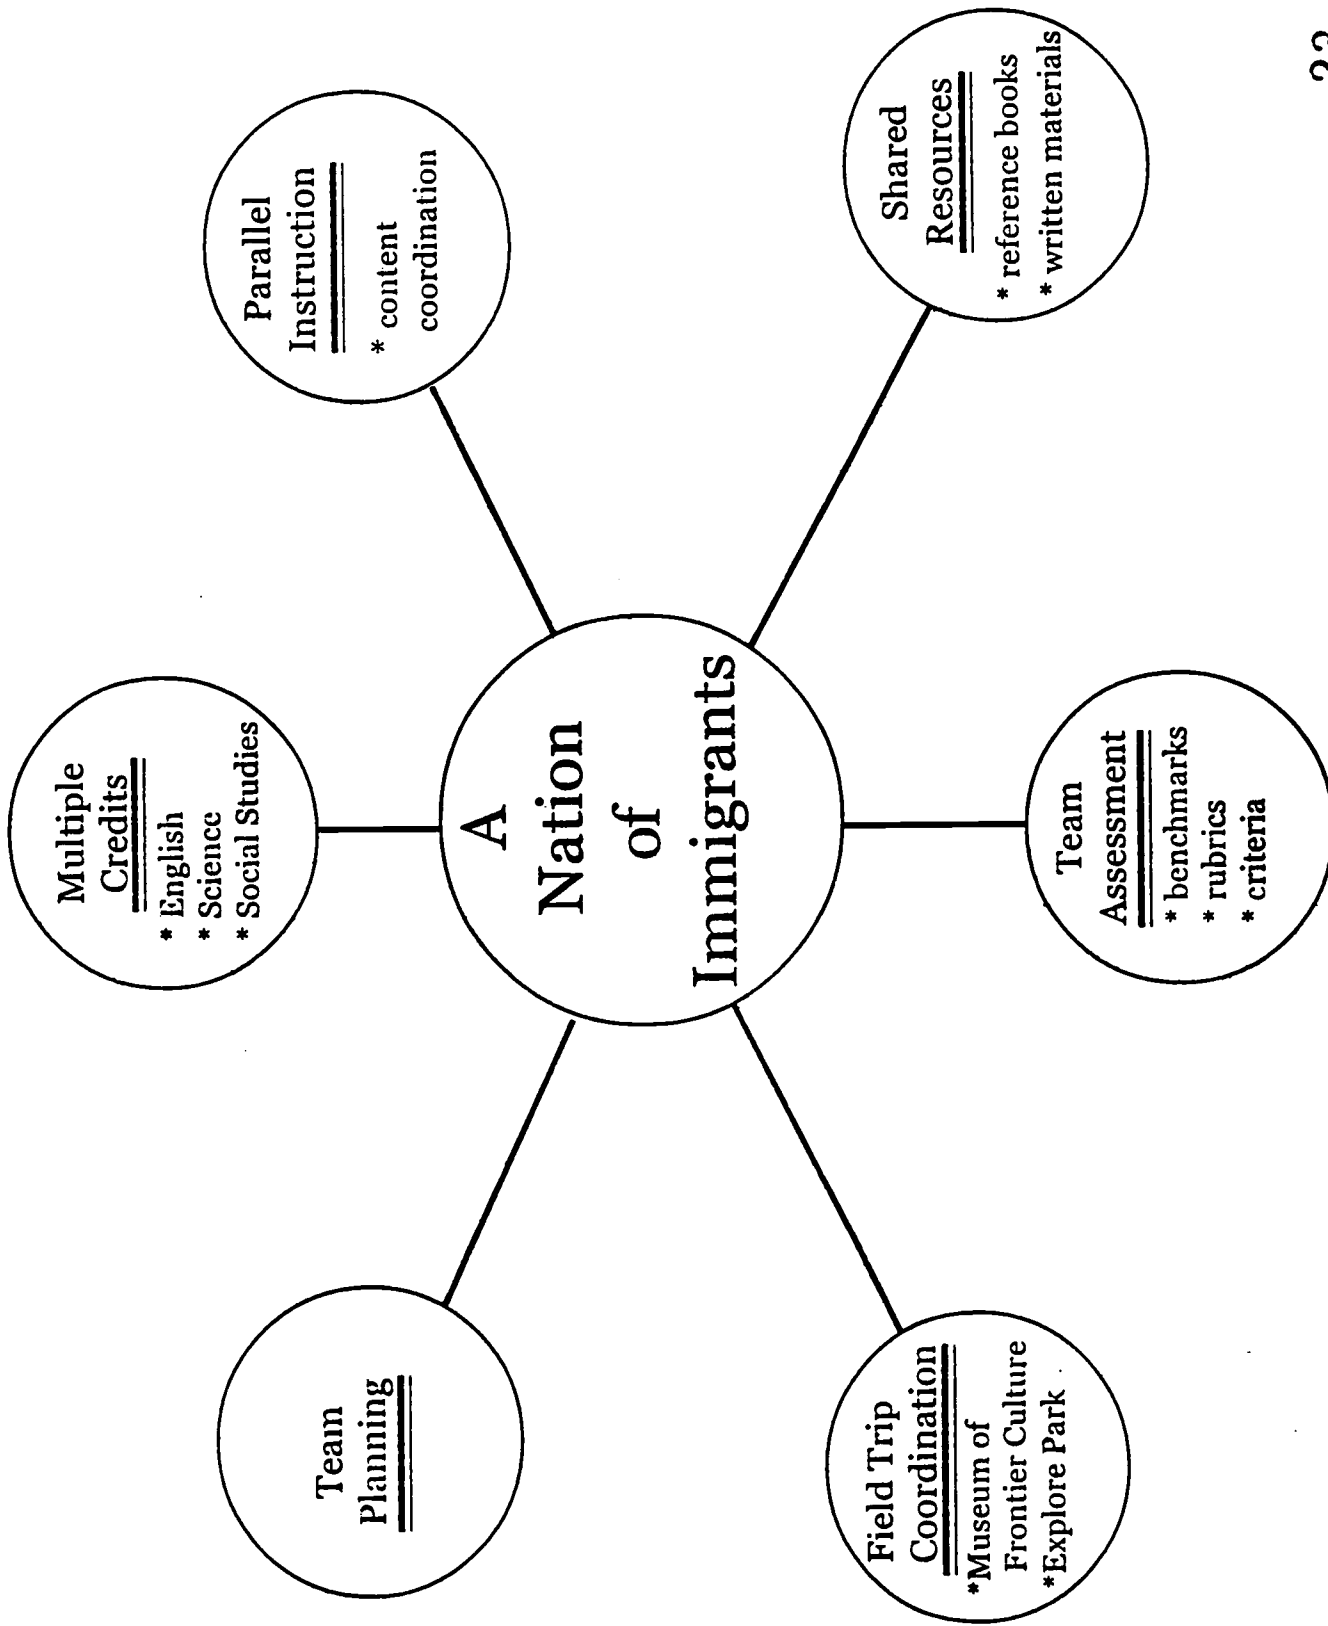 Multiple
Credits
* English
* Science
* Social Studies
Team
Planning
Parallel
Instruction
* content
coordination
A
Nation
of
Immigrants
Field Trip
Coordination
*Museum of
Frontier Culture
*Explore Park
Team
Assessment
* benchmarks
* rubrics
* criteria
Shared
Resources
* reference books
* written materials